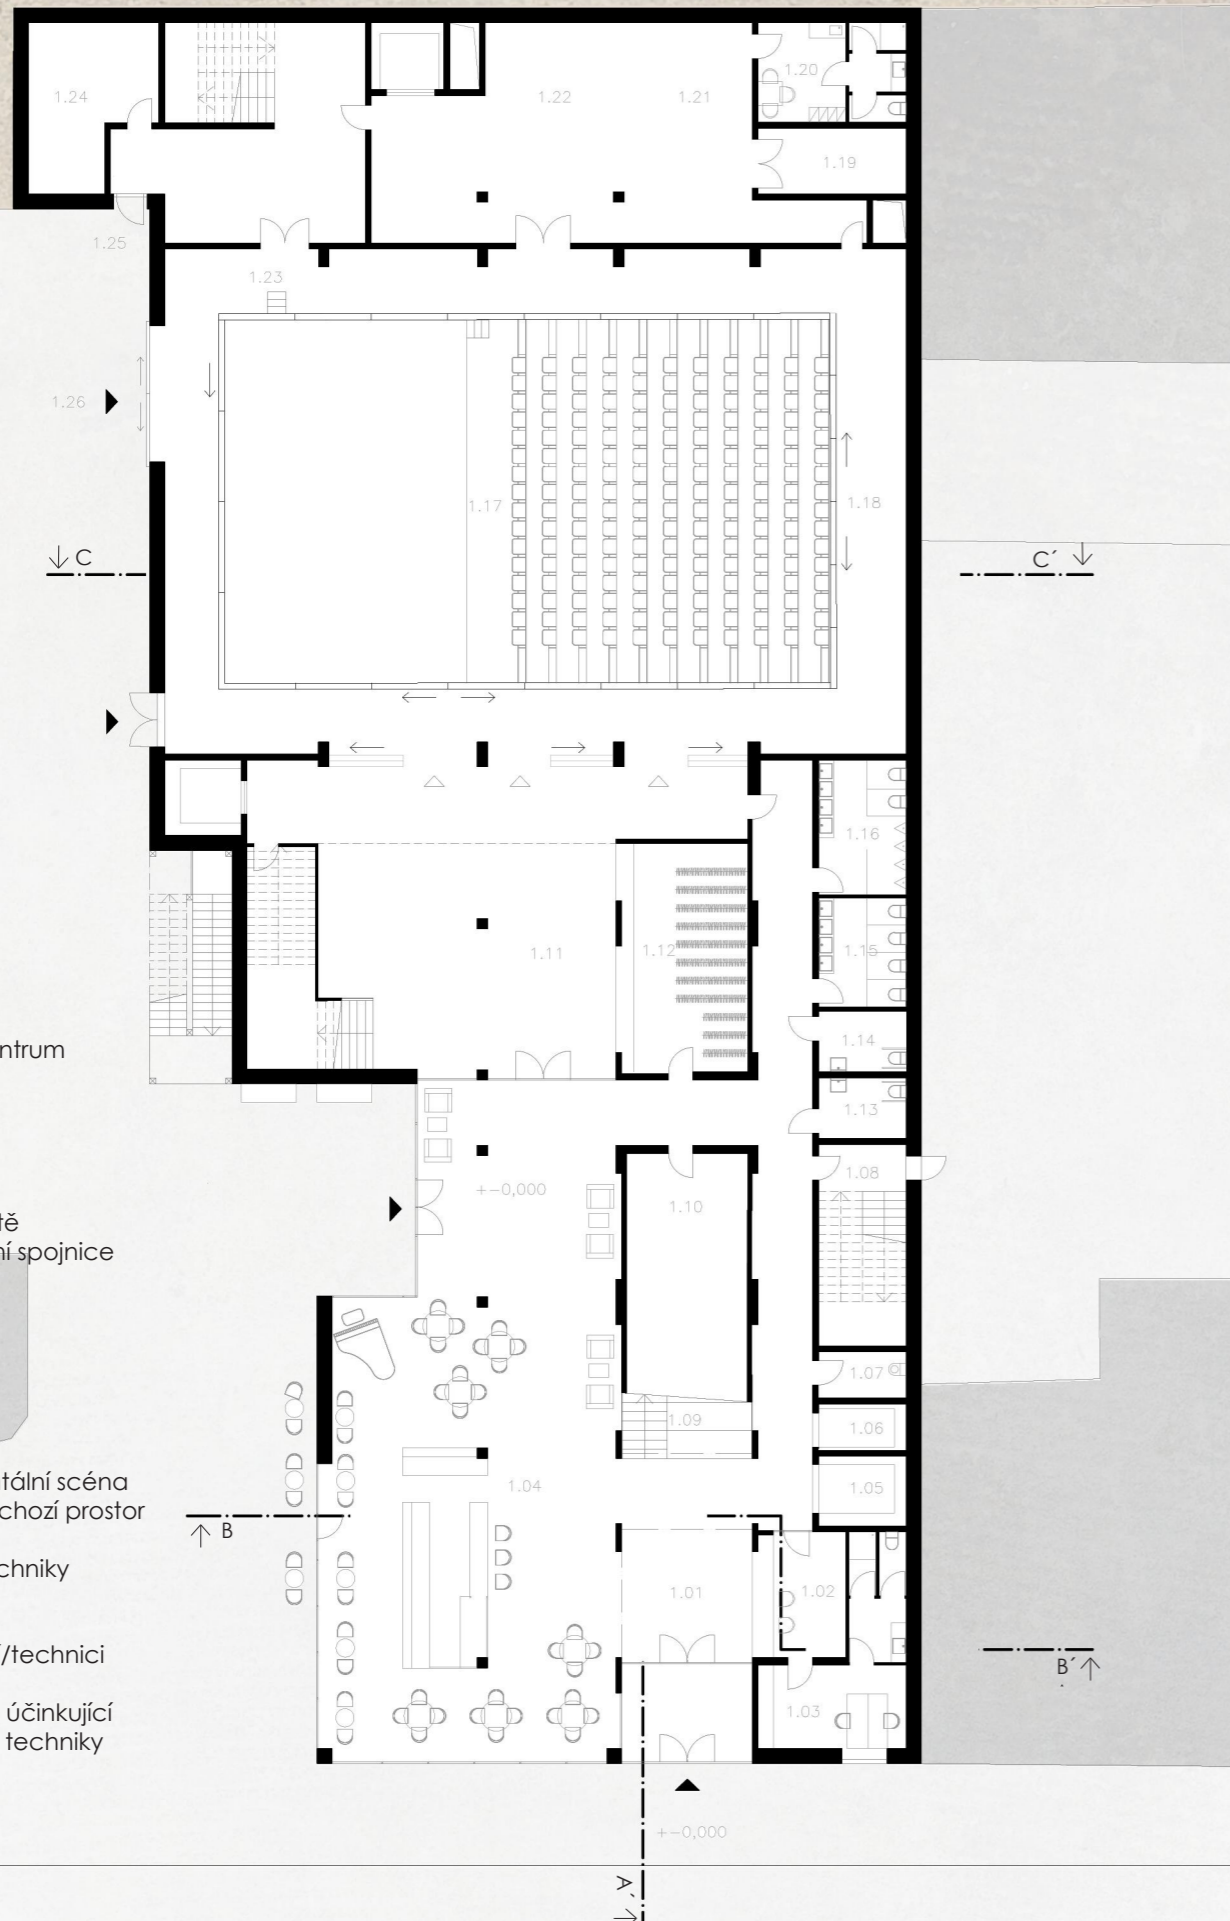 1.24
1.22
1.21
1.20
1.19
1.25
1.23
1.26
1.17
1.18
C
C´
1.16
1.11
1.12
1.15
1.14
1.13
1.08
+-0,000
1.10
1.07
1.09
1.06
1.04
1.05
B
1.01
1.02
B´
1.03
+-0,000
A´
ntrum
tě
ní spojnice
tální scéna
chozí prostor
chniky
í/technici
účinkující
techniky